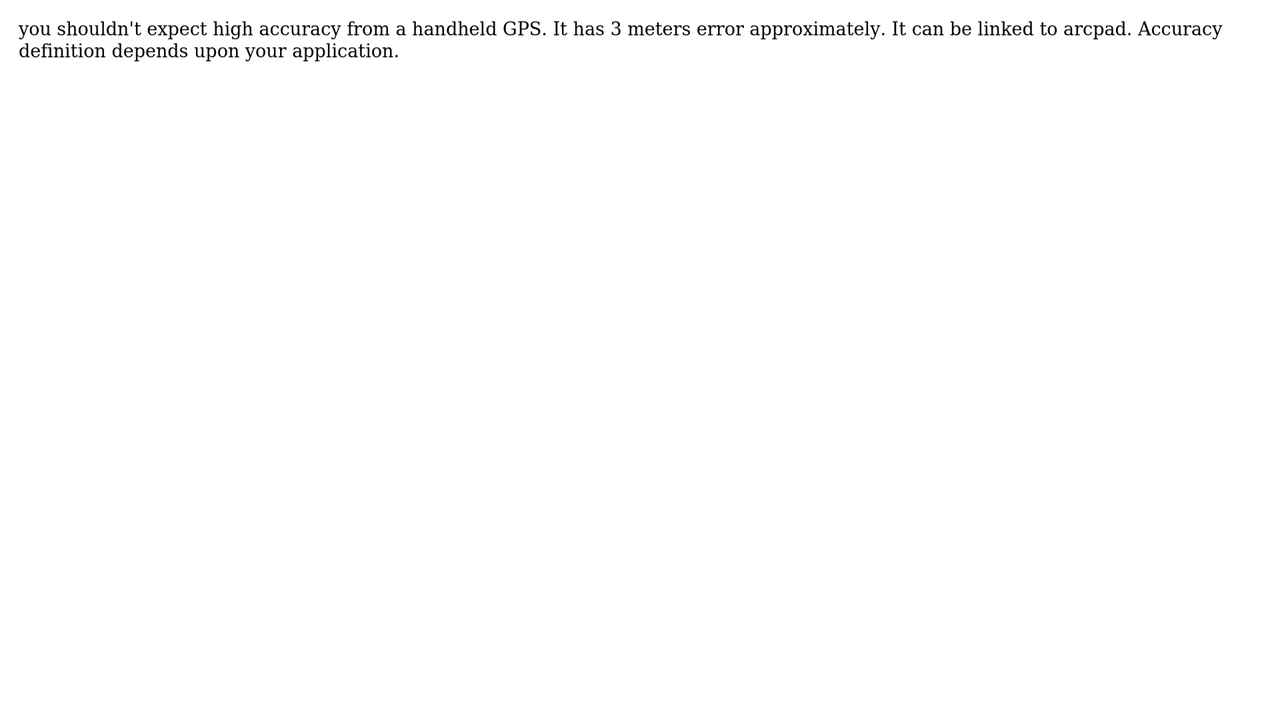 you shouldn't expect high accuracy from a handheld GPS. It has 3 meters error approximately. It can be linked to arcpad. Accuracy
definition depends upon your application.